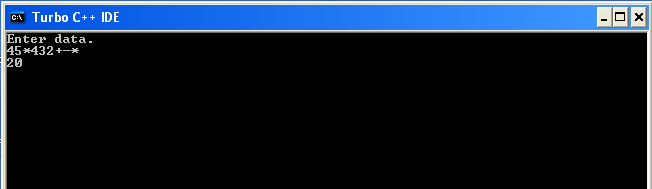 Turbo C++ IDE
Enter data.
45*432+-*
20